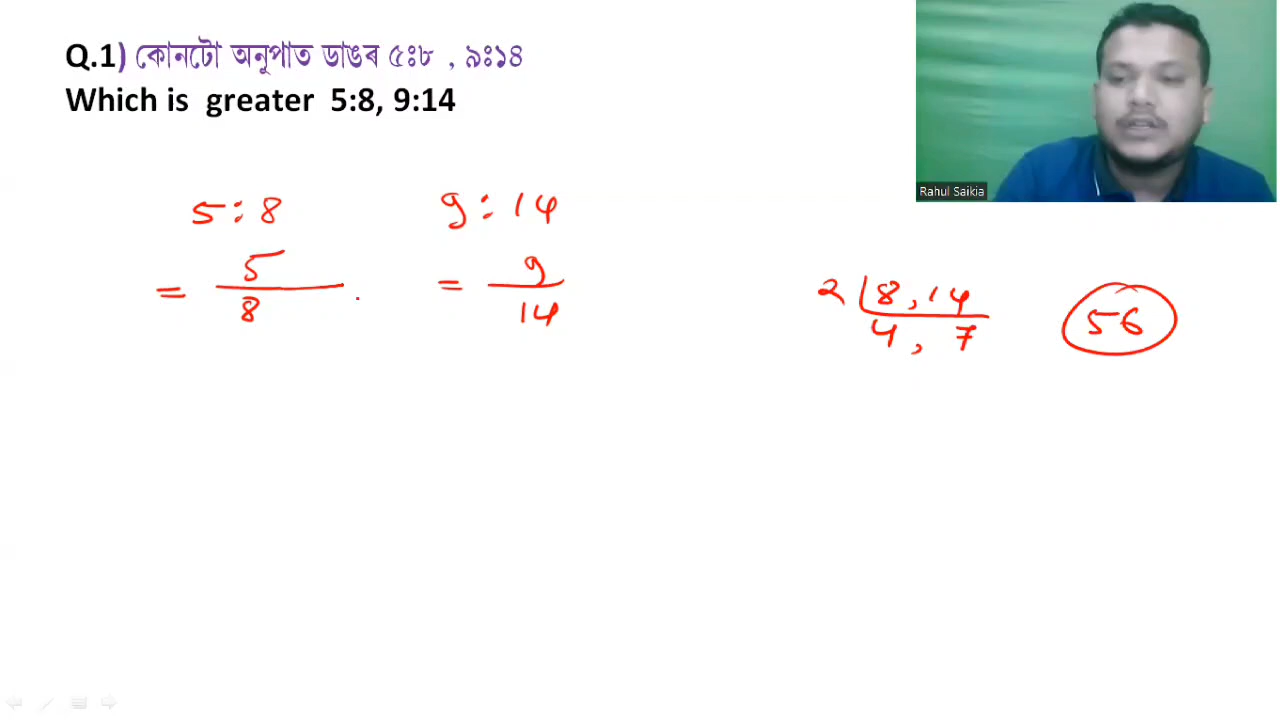 Q.1) কোনটো অনুপাত ডাঙৰ ৫ঃ৮ , ৯ঃ১৪
Which is greater 5:8, 9:14
Rahul Saikia
5:8 9:14
= 5/8 = 9/14
2 | 8, 14
4, 7
56